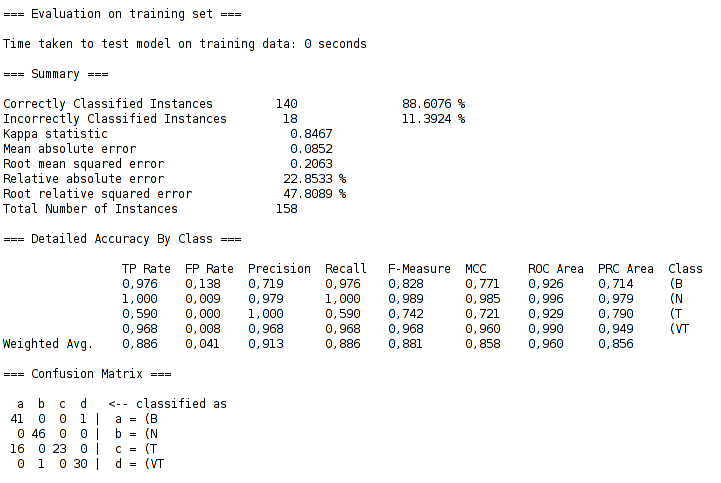 === Evaluation on training set ===
Time taken to test model on training data: 0 seconds
=== Summary ===
Correctly Classified Instances 140 88.6076 %
Incorrectly Classified Instances 18 11.3924 %
Kappa statistic 0.8467
Mean absolute error 0.0852
Root mean squared error 0.2063
Relative absolute error 22.8533 %
Root relative squared error 47.8089 %
Total Number of Instances 158
=== Detailed Accuracy By Class ===
TP Rate FP Rate Precision Recall F-Measure MCC ROC Area PRC Area Class
0,976 0,138 0,719 0,976 0,828 0,771 0,926 0,714 (B
1,000 0,009 0,979 1,000 0,989 0,985 0,996 0,979 (N
0,590 0,000 1,000 0,590 0,742 0,721 0,929 0,790 (T
0,968 0,008 0,968 0,968 0,968 0,960 0,990 0,949 (VT
Weighted Avg. 0,886 0,041 0,913 0,886 0,881 0,858 0,960 0,856
=== Confusion Matrix ===
a b c d <-- classified as
41 0 0 1 | a = (B
0 46 0 0 | b = (N
16 0 23 0 | c = (T
0 1 0 30 | d = (VT